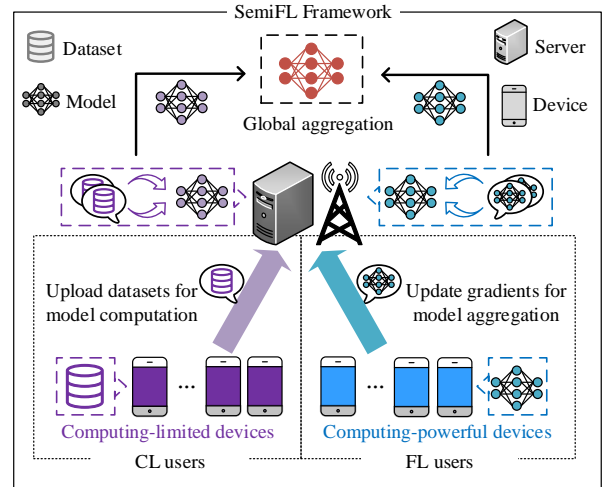 SemiFL Framework
Dataset
Model
Server
Device
Global aggregation
Upload datasets for
model computation
Update gradients for
model aggregation
...
...
Computing-limited devices
Computing-powerful devices
CL users
FL users